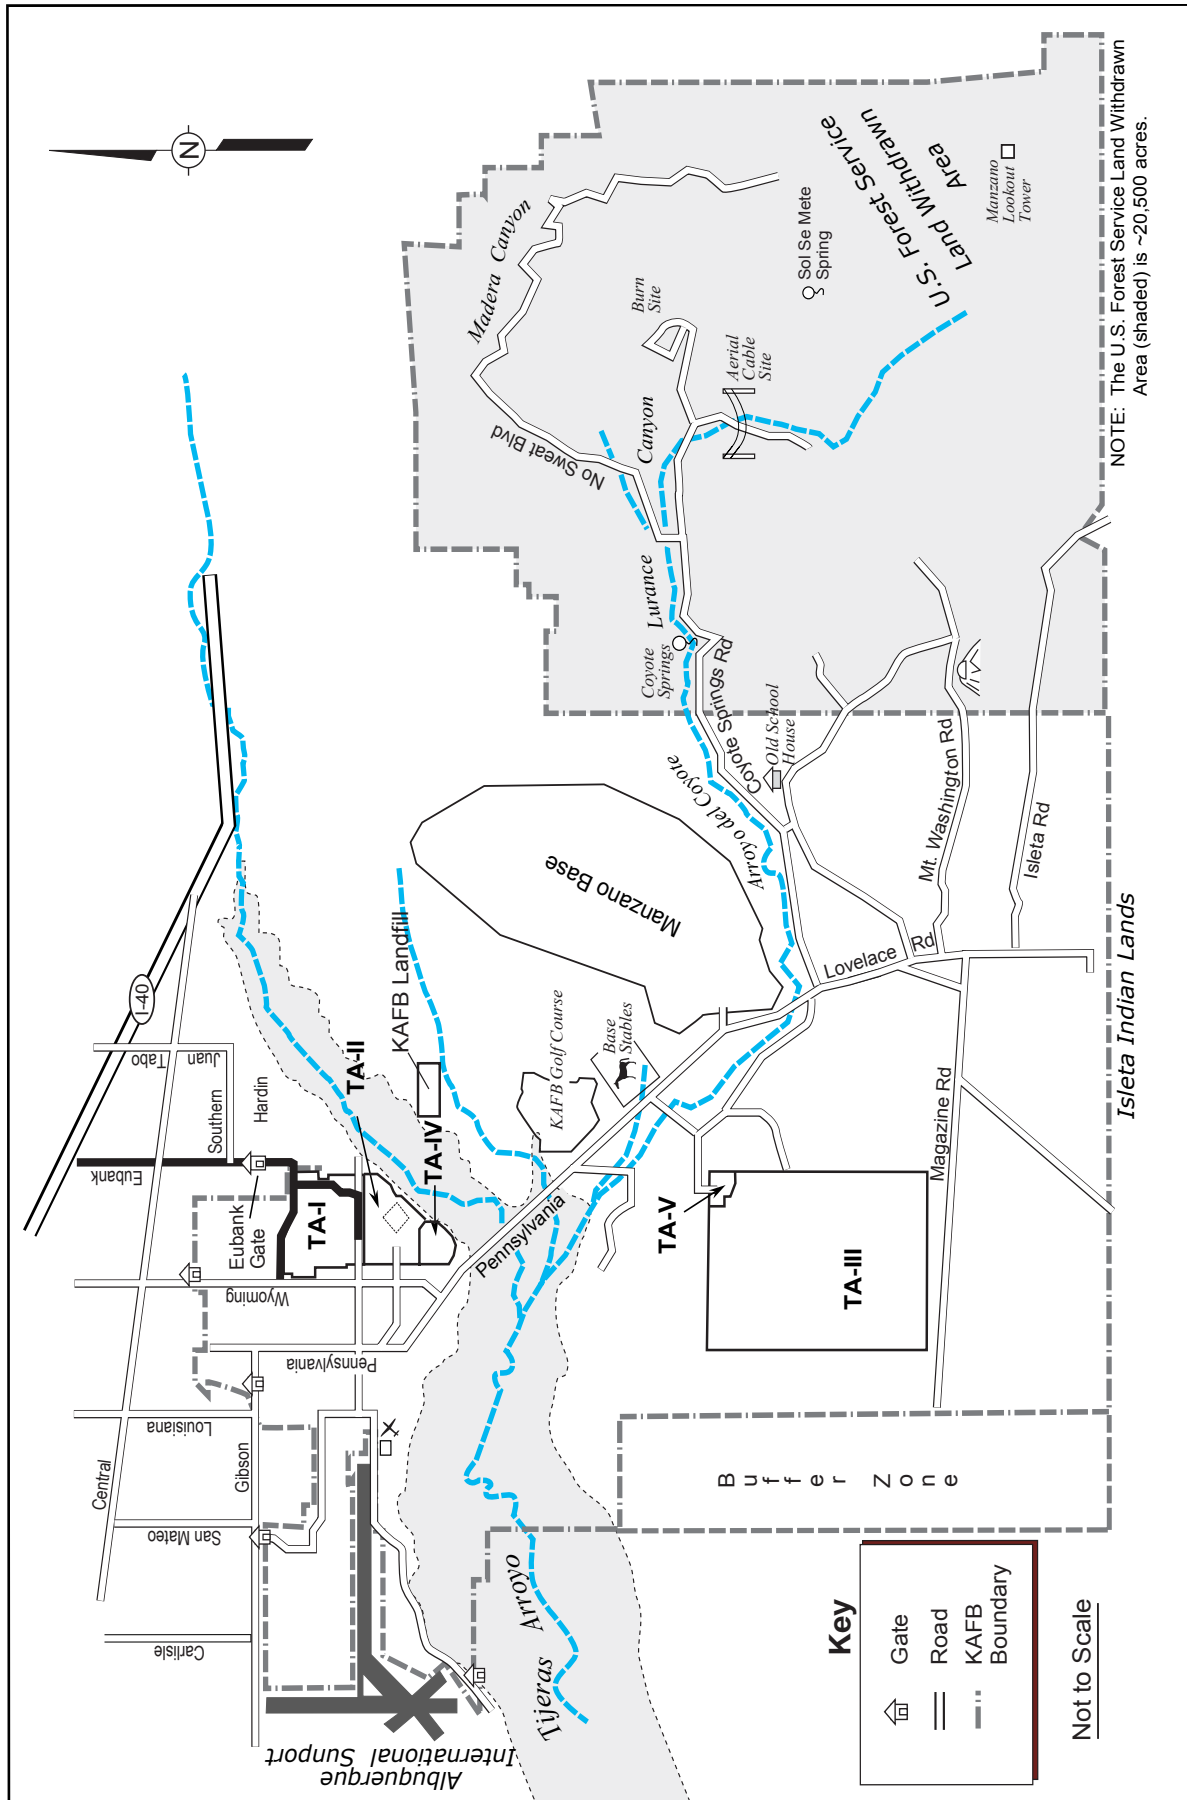 N
I-40
Tabo
Juan
Southern
Hardin
Eubank
Eubank
Gate
Wyoming
Pennsylvania
Louisiana
Central
Gibson
San Mateo
Carlisle
Albuquerque
International Sunport
TA-I
TA-II
TA-IV
KAFB Landfill
KAFB Golf Course
Base
Stables
Pennsylvania
Tijeras
Arroyo
Manzano Base
Arroyo del Coyote
Coyote Springs Rd
Coyote
Springs
Lurance
Canyon
No Sweat Blvd
Madera Canyon
Burn
Site
Aerial
Cable
Site
Sol Se Mete
Spring
U.S. Forest Service
Land Withdrawn
Area
Manzano
Lookout
Tower
Old School
House
Lovelace
Rd
Mt. Washington Rd
Isleta Rd
Magazine Rd
TA-V
TA-III
Buffer Zone
Isleta Indian Lands
NOTE: The U.S. Forest Service Land Withdrawn
Area (shaded) is ~20,500 acres.
Key
Gate
Road
KAFB
Boundary
Not to Scale